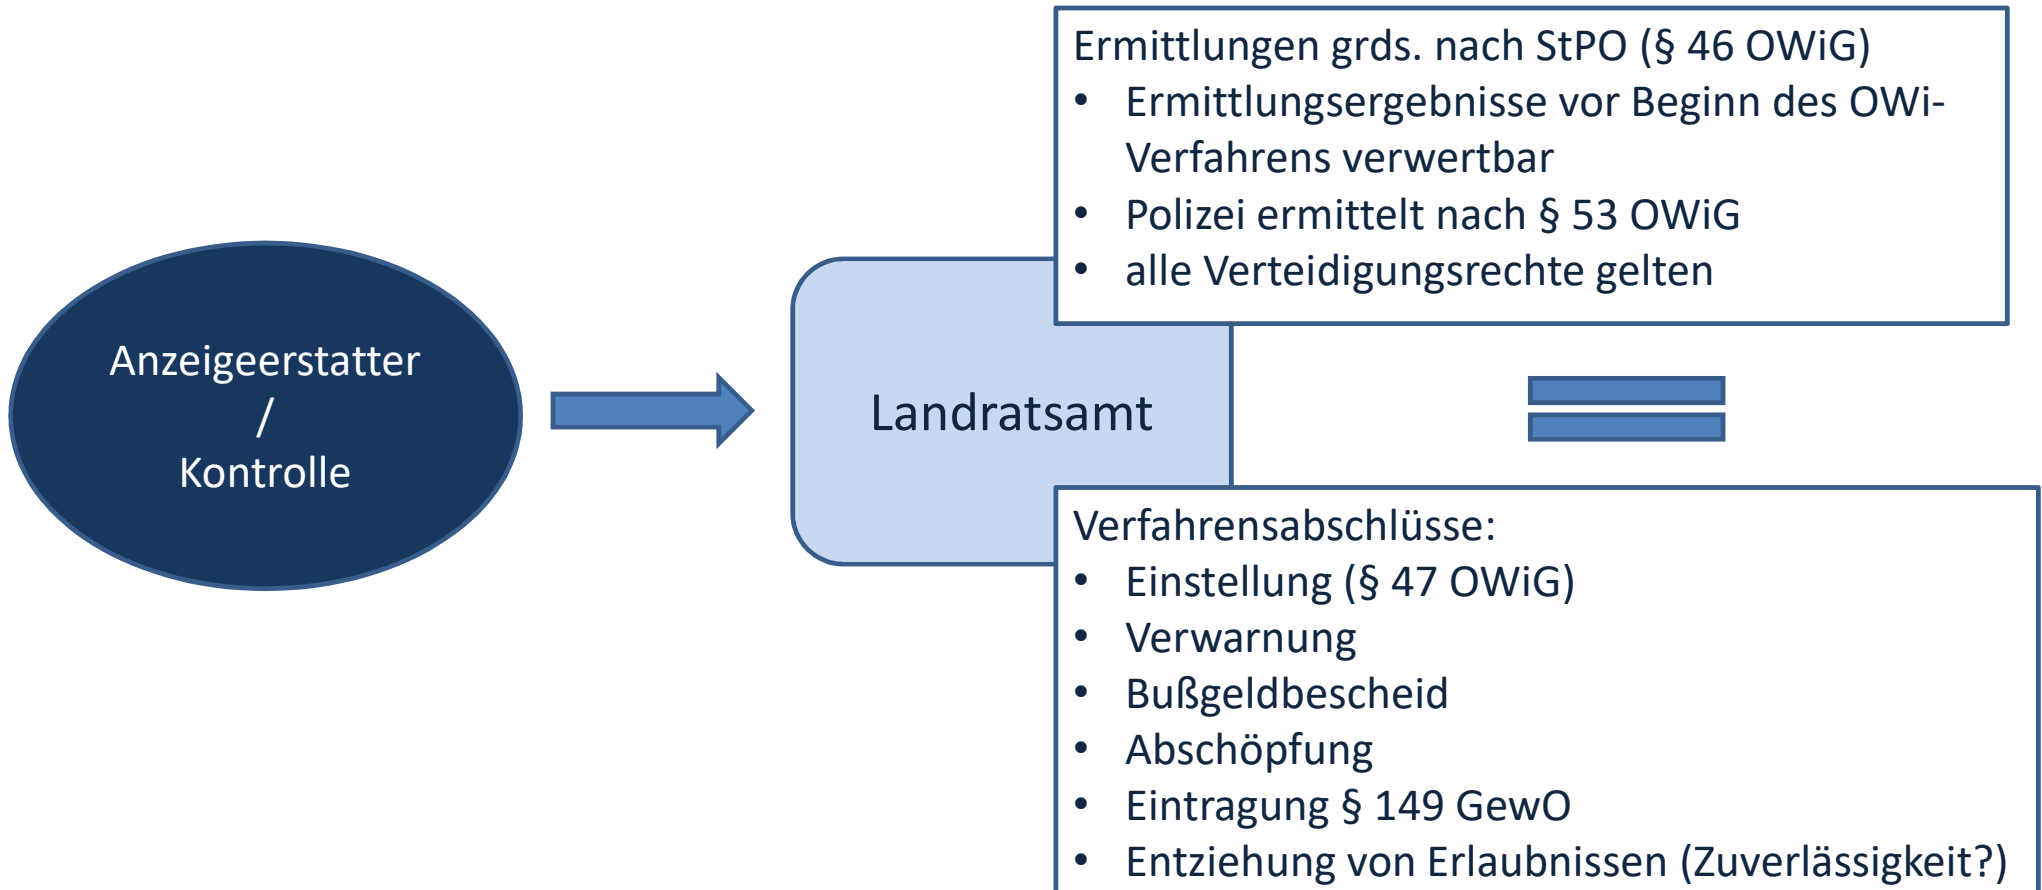 Ermittlungen grds. nach StPO (§ 46 OWiG)
• Ermittlungsergebnisse vor Beginn des OWi-
Verfahrens verwertbar
• Polizei ermittelt nach § 53 OWiG
• alle Verteidigungsrechte gelten
Anzeigeerstatter
/
Kontrolle
Landratsamt
Verfahrensabschlüsse:
• Einstellung (§ 47 OWiG)
• Verwarnung
• Bußgeldbescheid
• Abschöpfung
• Eintragung § 149 GewO
• Entziehung von Erlaubnissen (Zuverlässigkeit?)